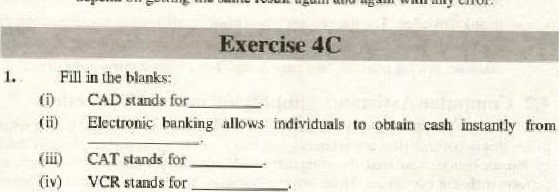 depend on getting the same result again and again with any error.
Exercise 4C
1. Fill in the blanks:
(i) CAD stands for________.
(ii) Electronic banking allows individuals to obtain cash instantly from
____________.
(iii) CAT stands for ________.
(iv) VCR stands for ________.